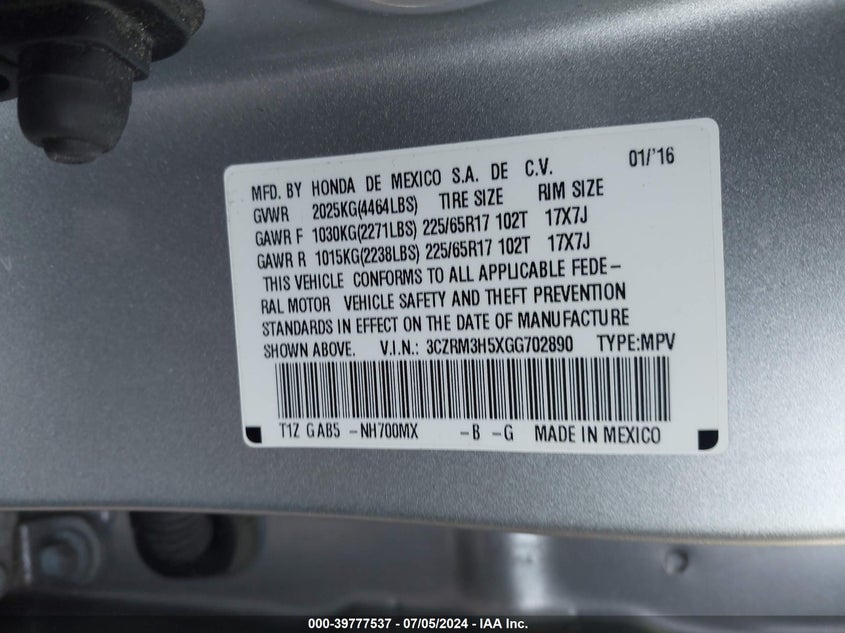 MFD. BY HONDA DE MEXICO S.A. DE C.V. 01/'16
GVWR 2025KG(4464LBS) TIRE SIZE RIM SIZE
GAWR F 1030KG(2271LBS) 225/65R17 102T 17X7J
GAWR R 1015KG(2238LBS) 225/65R17 102T 17X7J
THIS VEHICLE CONFORMS TO ALL APPLICABLE FEDE-
RAL MOTOR VEHICLE SAFETY AND THEFT PREVENTION
STANDARDS IN EFFECT ON THE DATE OF MANUFACTURE
SHOWN ABOVE. V.I.N.: 3CZRM3H5XGG702890 TYPE:MPV
T1Z GAB5 -NH700MX -B -G MADE IN MEXICO
000-39777537 - 07/05/2024 - IAA Inc.